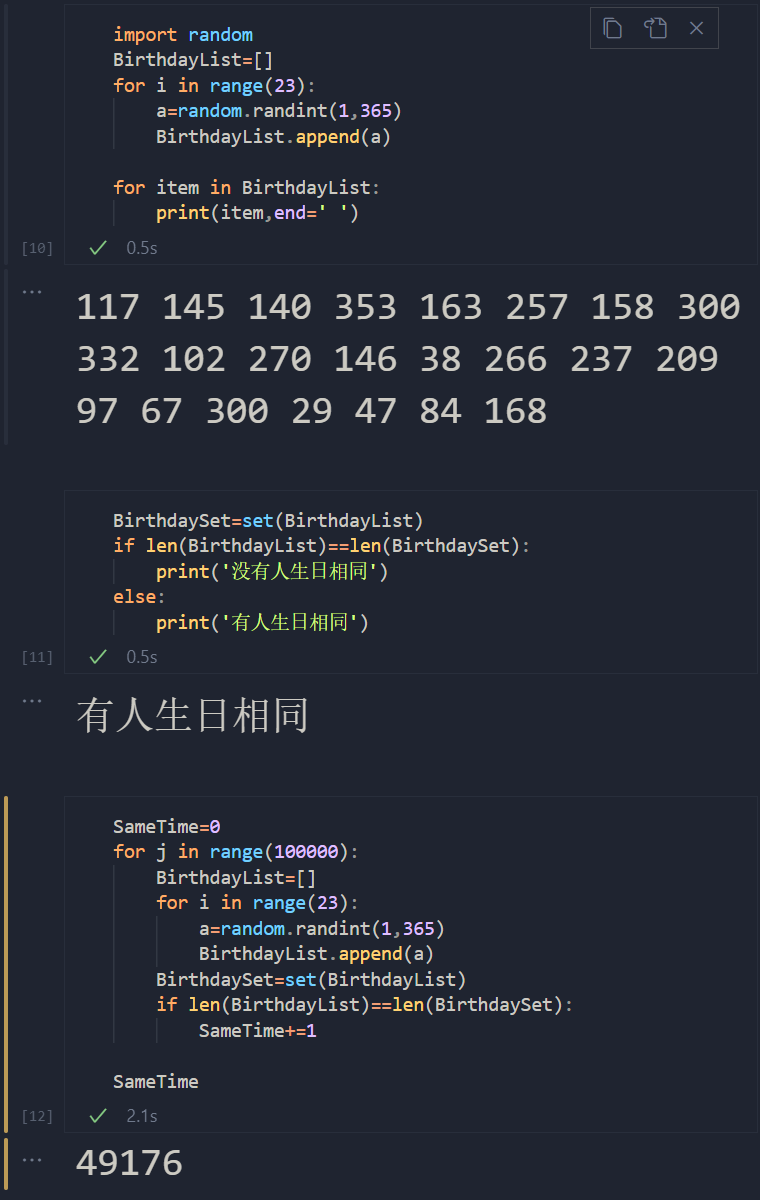 import random
BirthdayList=[]
for i in range(23):
    a=random.randint(1,365)
    BirthdayList.append(a)
for item in BirthdayList:
    print(item,end=' ')
[10] 0.5s
117 145 140 353 163 257 158 300
332 102 270 146 38 266 237 209
97 67 300 29 47 84 168
BirthdaySet=set(BirthdayList)
if len(BirthdayList)==len(BirthdaySet):
    print('没有人生日相同')
else:
    print('有人生日相同')
[11] 0.5s
有人生日相同
SameTime=0
for j in range(100000):
    BirthdayList=[]
    for i in range(23):
        a=random.randint(1,365)
        BirthdayList.append(a)
    BirthdaySet=set(BirthdayList)
    if len(BirthdayList)==len(BirthdaySet):
        SameTime+=1
SameTime
[12] 2.1s
49176